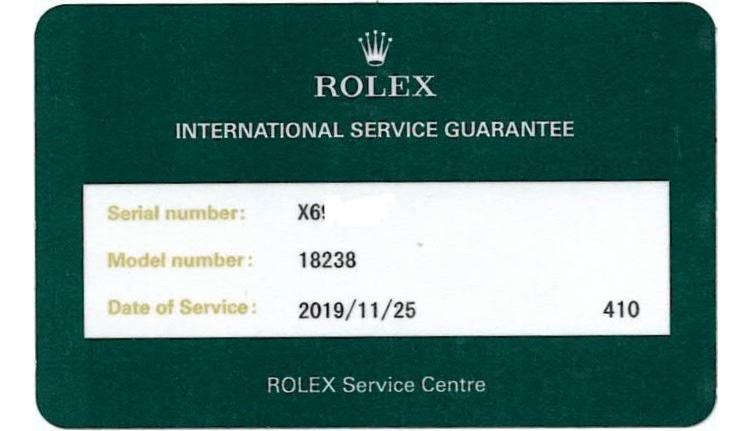 ROLEX
INTERNATIONAL SERVICE GUARANTEE
Serial number: X6
Model number: 18238
Date of Service: 2019/11/25 410
ROLEX Service Centre